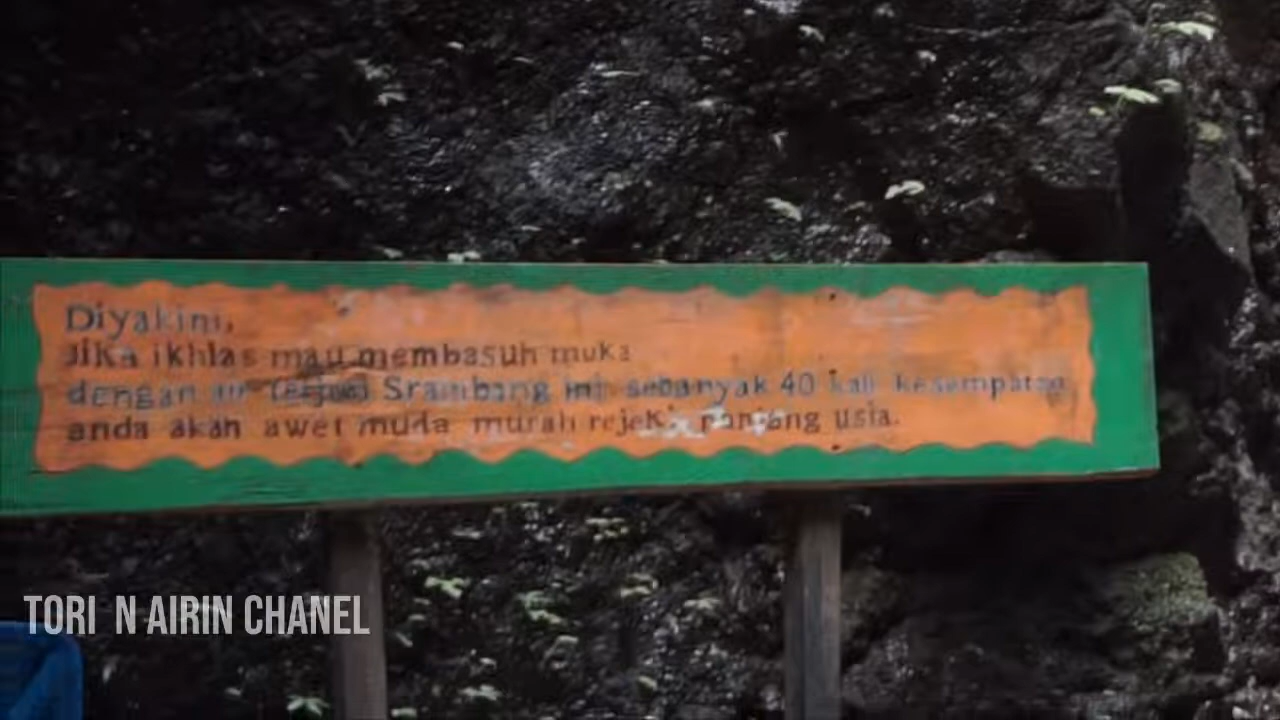 Diyakini,
Jika ikhlas mau membasuh muka
dengan air terjun Srambang ini sebanyak 40 kali kesempatan
anda akan awet muda murah rejeki panjang usia.
TORI N AIRIN CHANEL